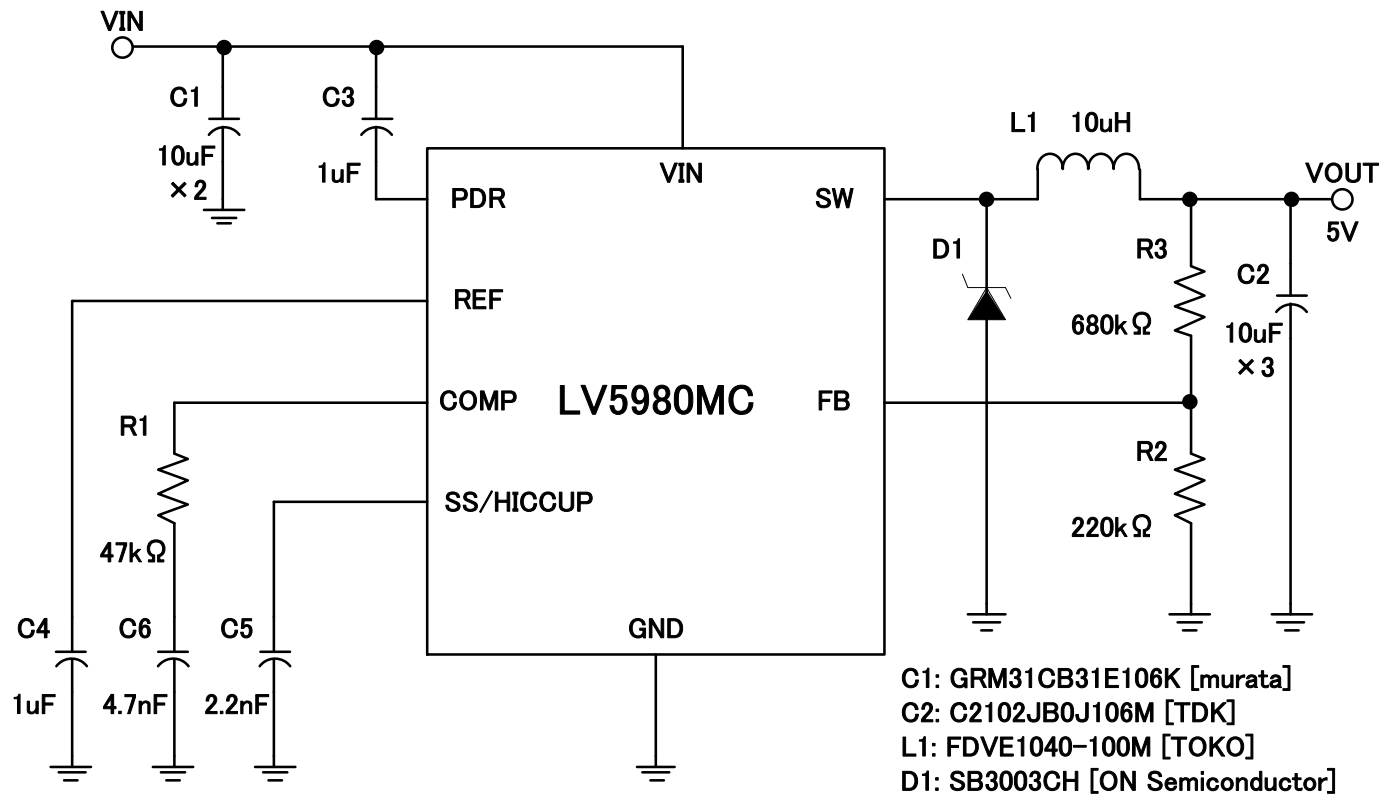 VIN
C1
10uF
×2
C3
1uF
VIN
PDR
SW
L1 10uH
VOUT
5V
D1
R3
680kΩ
C2
10uF
×3
REF
COMP
LV5980MC
FB
R1
47kΩ
R2
220kΩ
SS/HICCUP
GND
C4
1uF
C6
4.7nF
C5
2.2nF
C1: GRM31CB31E106K [murata]
C2: C2102JB0J106M [TDK]
L1: FDVE1040-100M [TOKO]
D1: SB3003CH [ON Semiconductor]